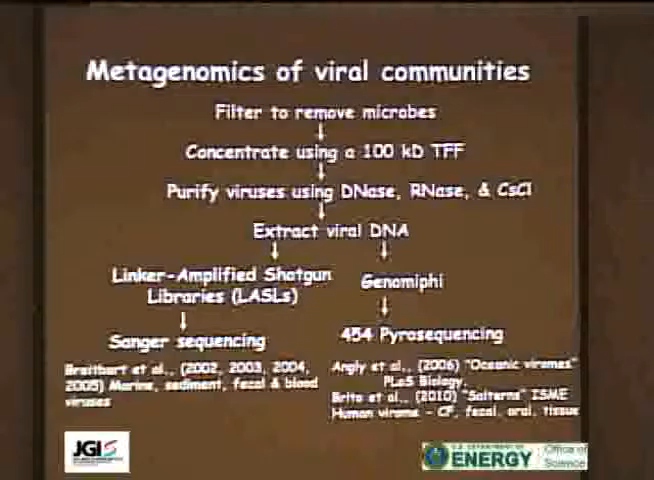 Metagenomics of viral communities
Filter to remove microbes
Concentrate using a 100 kD TFF
Purify viruses using DNase, RNase, & CsCl
Extract viral DNA
Linker-Amplified Shotgun
Libraries (LASLs)
Genomiphi
Sanger sequencing
454 Pyrosequencing
Breitbart et al., (2002, 2003, 2004,
2005) Marine, sediment, fecal & blood
viruses
Angly et al., (2006) "Oceanic viromes"
PLoS Biology,
Brito et al., (2010) "Salterns" ISME
Human virome - CF, fecal, oral, tissue
JGI
U.S. DEPARTMENT OF
ENERGY
Office of
Science